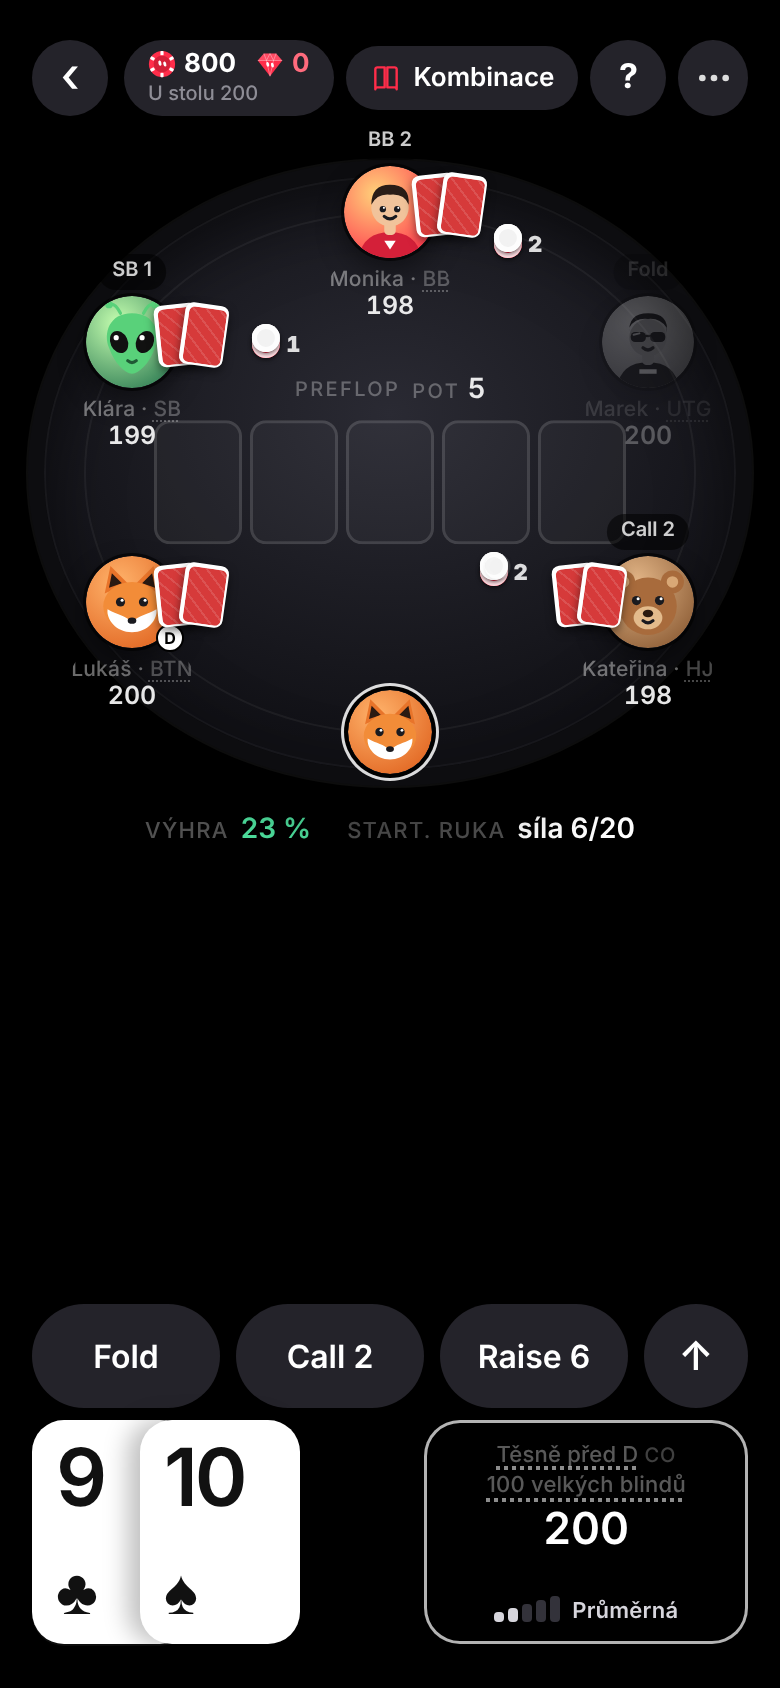 800 0
U stolu 200
Kombinace
?
BB 2
2
Monika · BB
198
SB 1
Fold
1
Klára · SB
199
Marek · UTG
200
PREFLOP POT 5
Call 2
2
D
Lukáš · BTN
200
Kateřina · HJ
198
VÝHRA 23 % START. RUKA síla 6/20
Fold
Call 2
Raise 6
9
10
Těsně před D CO
100 velkých blindů
200
Průměrná